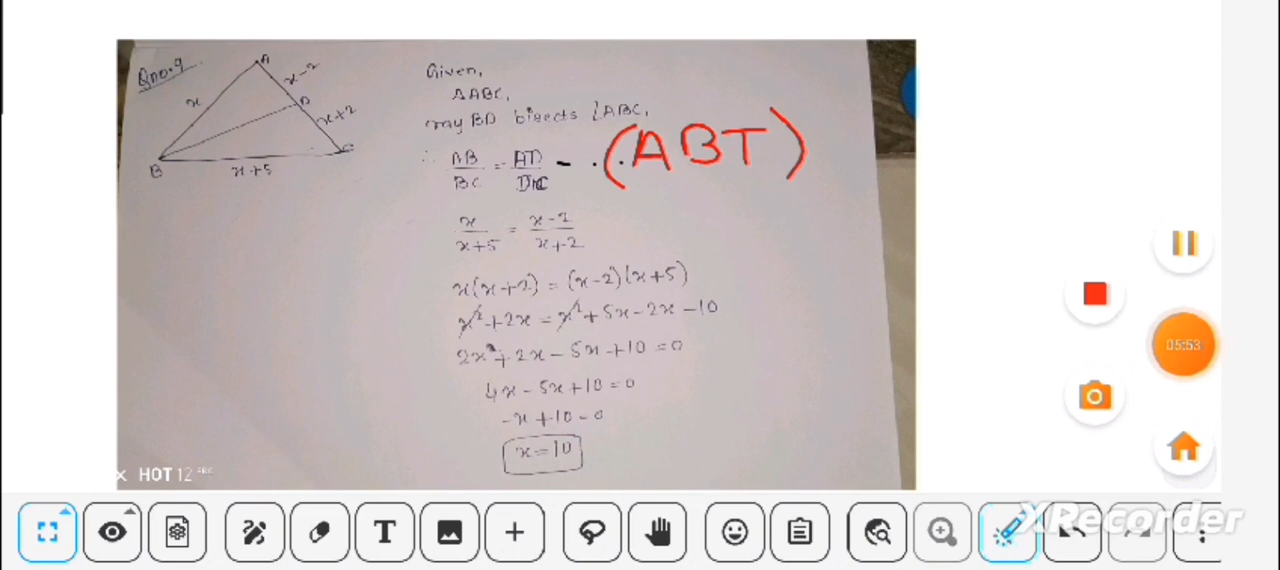 Qno.9
A
x-2
x
D
x+2
B
C
x+5
Given,
ΔABC,
ray BD bisects ∠ABC,
∴ AB/BC = AD/DC - . . . (ABT)
x/x+5 = x-2/x+2
x(x+2) = (x-2)(x+5)
x²+2x = x²+5x-2x-10
2x+2x-5x+10=0
4x-5x+10=0
-x+10-0
x=10
× HOT 12
05:53
T
XRecorder